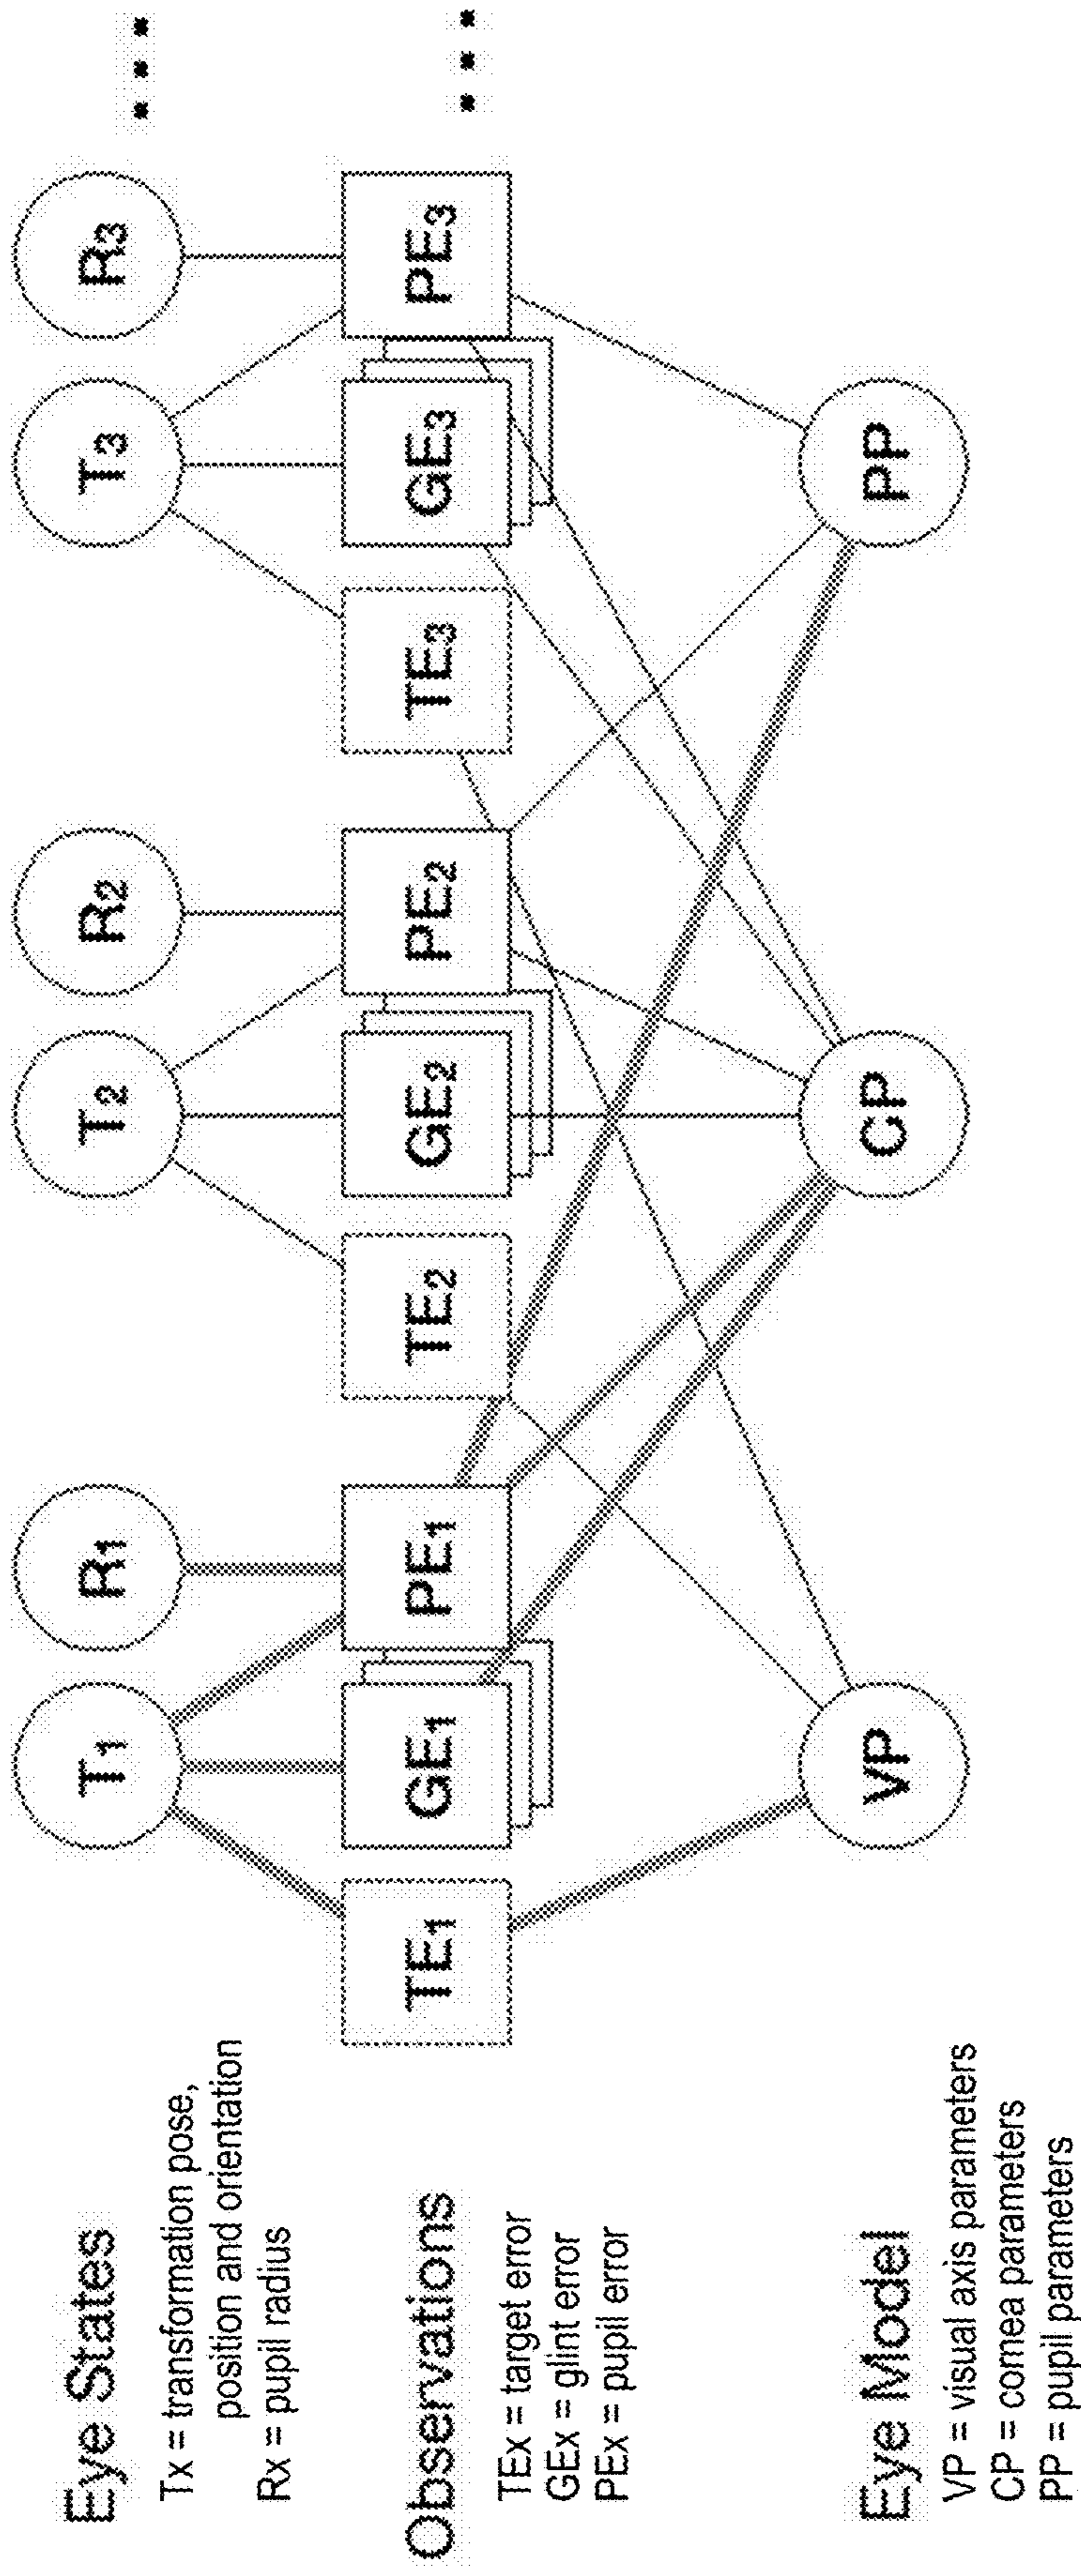 Eye States
Tx = transformation pose,
position and orientation
Rx = pupil radius
T1 R1 T2 R2 T3 R3
Observations
TEx = target error
GEx = glint error
PEx = pupil error
TE1 GE1 PE1 TE2 GE2 PE2 TE3 GE3 PE3
Eye Model
VP = visual axis parameters
CP = cornea parameters
PP = pupil parameters
VP CP PP